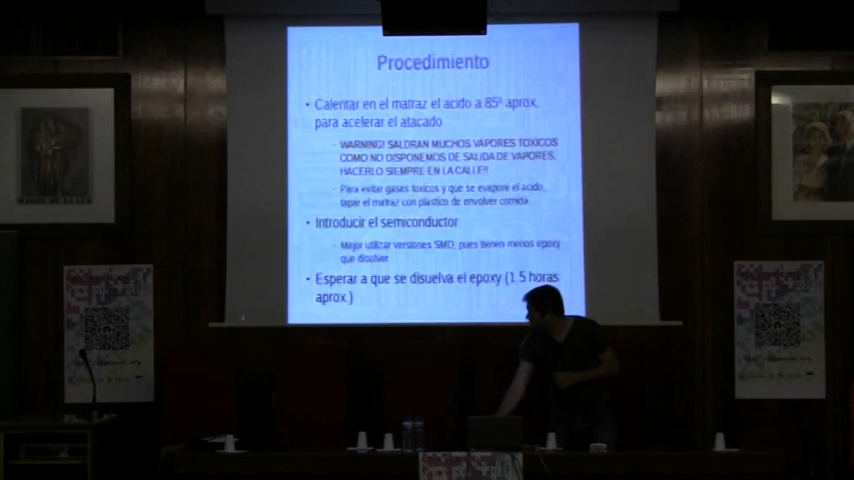 Procedimiento
• Calentar en el matraz el acido a 85º aprox.
para acelerar el atacado
- WARNING! SALDRAN MUCHOS VAPORES TOXICOS
COMO NO DISPONEMOS DE SALIDA DE VAPORES,
HACERLO SIEMPRE EN LA CALLE!!
- Para evitar gases toxicos y que se evapore el acido,
tapar el matraz con plastico de envolver comida.
• Introducir el semiconductor
- Mejor utilizar versiones SMD, pues tienen menos epoxy
que disolver
• Esperar a que se disuelva el epoxy (1.5 horas
aprox.)